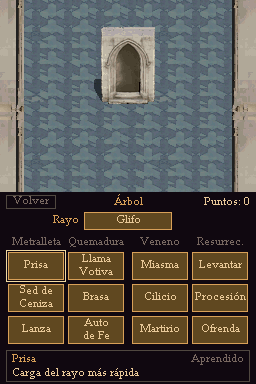 Volver Árbol Puntos: 0
Rayo Glifo
Metralleta Quemadura Veneno Resurrec.
Prisa Llama Votiva Miasma Levantar
Sed de Ceniza Brasa Cilicio Procesión
Lanza Auto de Fe Martirio Ofrenda
Prisa Aprendido
Carga del rayo más rápida